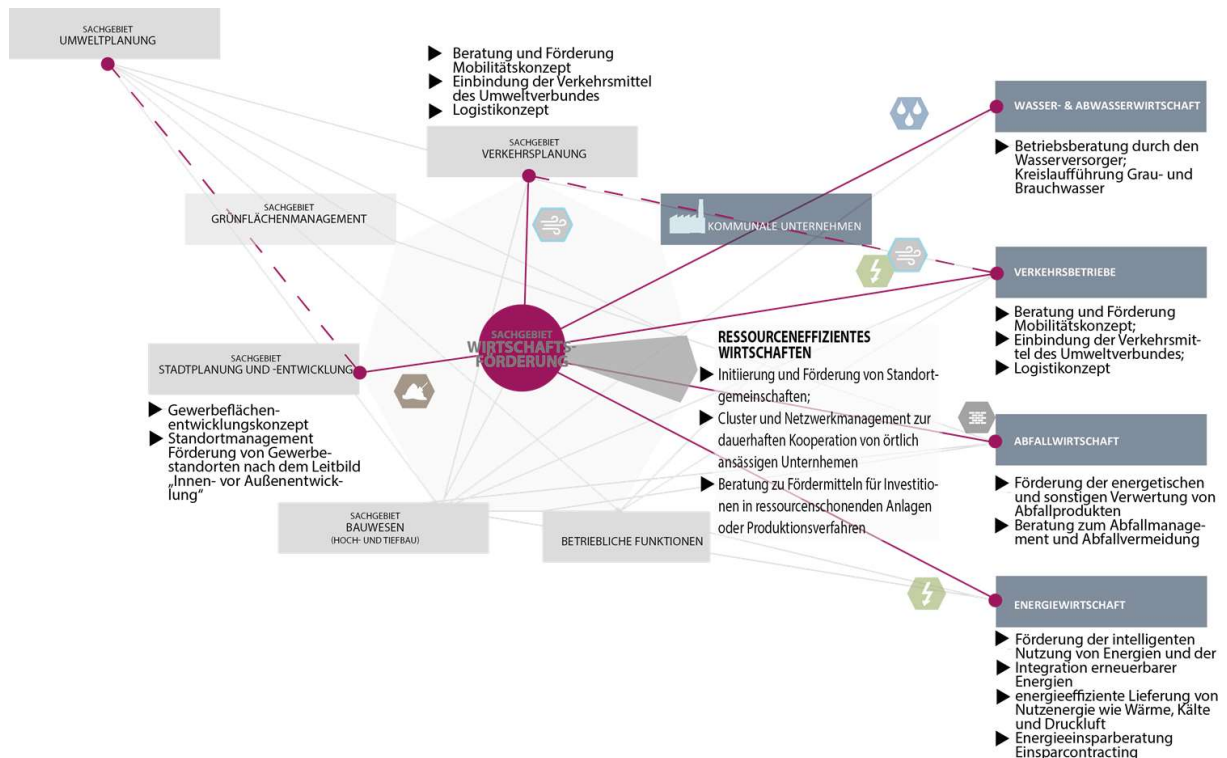 SACHGEBIET
UMWELTPLANUNG
▶ Beratung und Förderung
Mobilitätskonzept
▶ Einbindung der Verkehrsmittel
des Umweltverbundes
▶ Logistikonzept
SACHGEBIET
VERKEHRSPLANUNG
SACHGEBIET
GRÜNFLÄCHENMANAGEMENT
KOMMUNALE UNTERNEHMEN
WASSER- & ABWASSERWIRTSCHAFT
▶ Betriebsberatung durch den
Wasserversorger;
Kreislaufführung Grau- und
Brauchwasser
VERKEHRSBETRIEBE
▶ Beratung und Förderung
Mobilitätskonzept;
▶ Einbindung der Verkehrsmit-
tel des Umweltverbundes;
▶ Logistikonzept
SACHGEBIET
WIRTSCHAFTS-
FÖRDERUNG
SACHGEBIET
STADTPLANUNG UND -ENTWICKLUNG
▶ Gewerbeflächen-
entwicklungskonzept
▶ Standortmanagement
Förderung von Gewerbe-
standorten nach dem Leitbild
„Innen- vor Außenentwick-
lung“
RESSOURCENEFFIZIENTES
WIRTSCHAFTEN
▶ Initiierung und Förderung von Standort-
gemeinschaften;
▶ Cluster und Netzwerkmanagement zur
dauerhaften Kooperation von örtlich
ansässigen Unternhemen
▶ Beratung zu Fördermitteln für Investitio-
nen in ressourcenschonenden Anlagen
oder Produktionsverfahren
ABFALLWIRTSCHAFT
▶ Förderung der energetischen
und sonstigen Verwertung von
Abfallprodukten
▶ Beratung zum Abfallmanage-
ment und Abfallvermeidung
SACHGEBIET
BAUWESEN
(HOCH- UND TIEFBAU)
BETRIEBLICHE FUNKTIONEN
ENERGIEWIRTSCHAFT
▶ Förderung der intelligenten
Nutzung von Energien und der
▶ Integration erneuerbarer
Energien
▶ energieeffiziente Lieferung von
Nutzenergie wie Wärme, Kälte
und Druckluft
▶ Energieeinsparberatung
Einsparcontracting